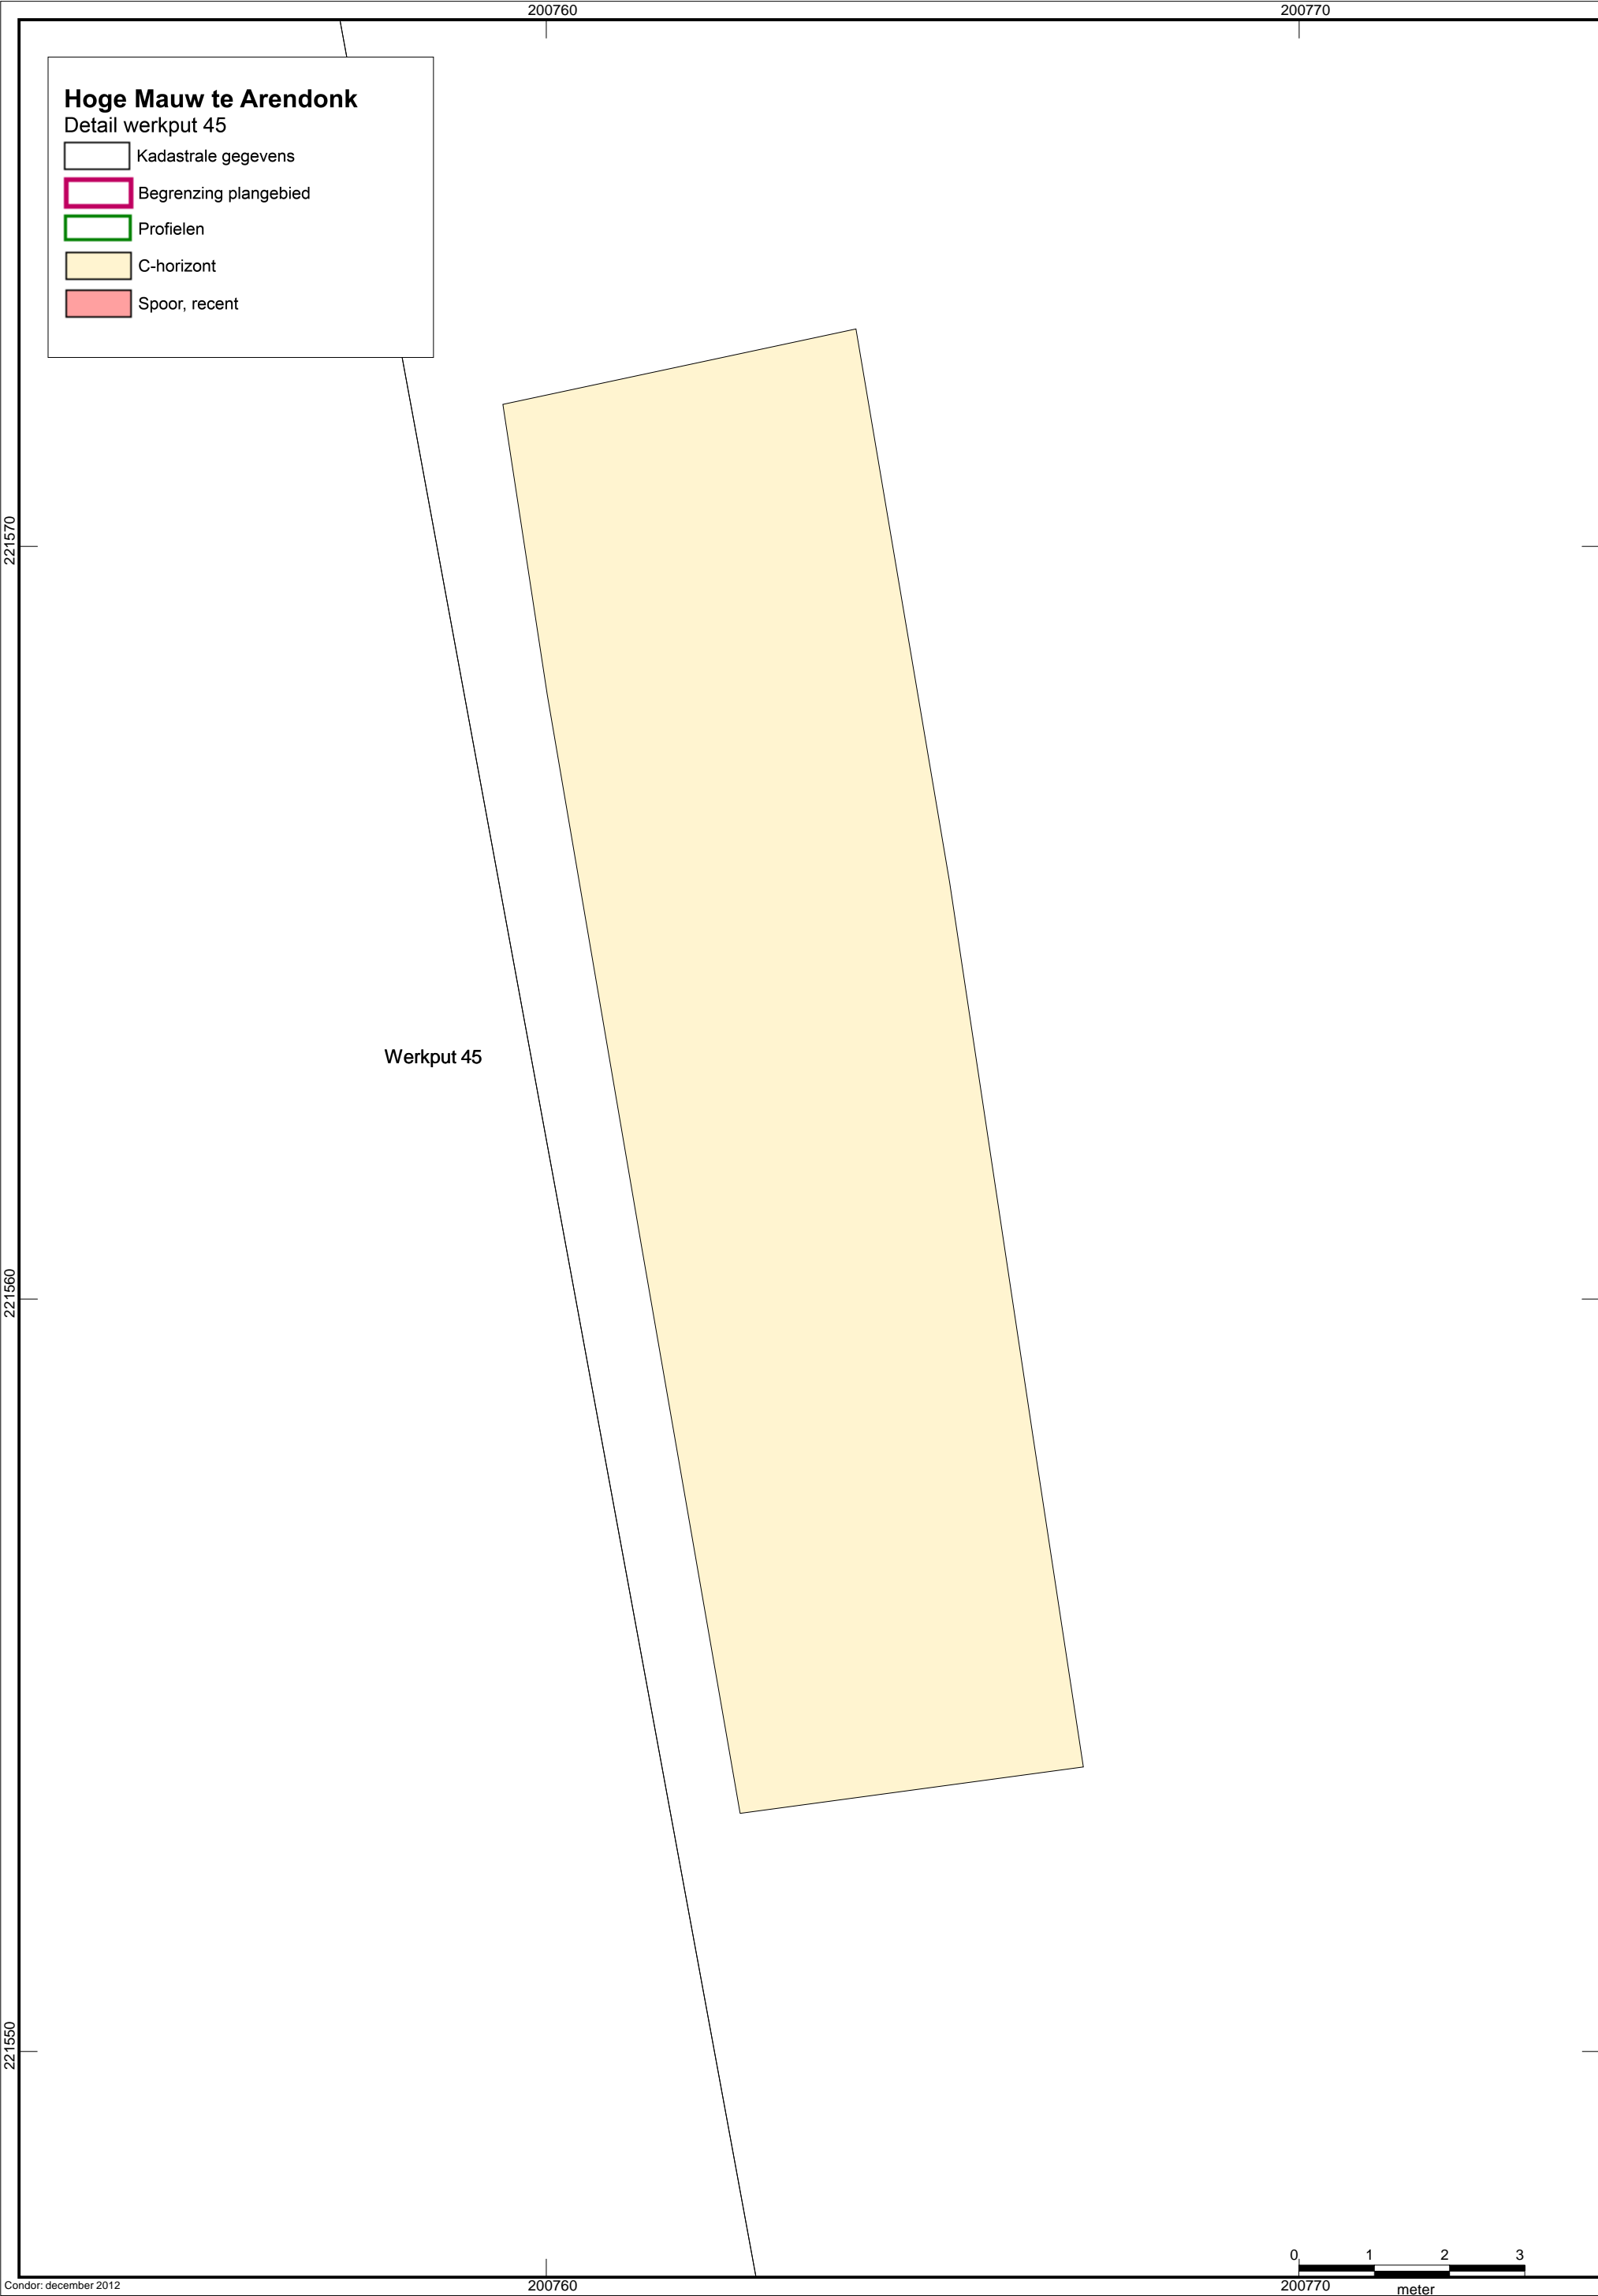 200760 200770
Hoge Mauw te Arendonk
Detail werkput 45
Kadastrale gegevens
Begrenzing plangebied
Profielen
C-horizont
Spoor, recent
221570
Werkput 45
221560
221550
0 1 2 3
meter
Condor: december 2012
200760 200770